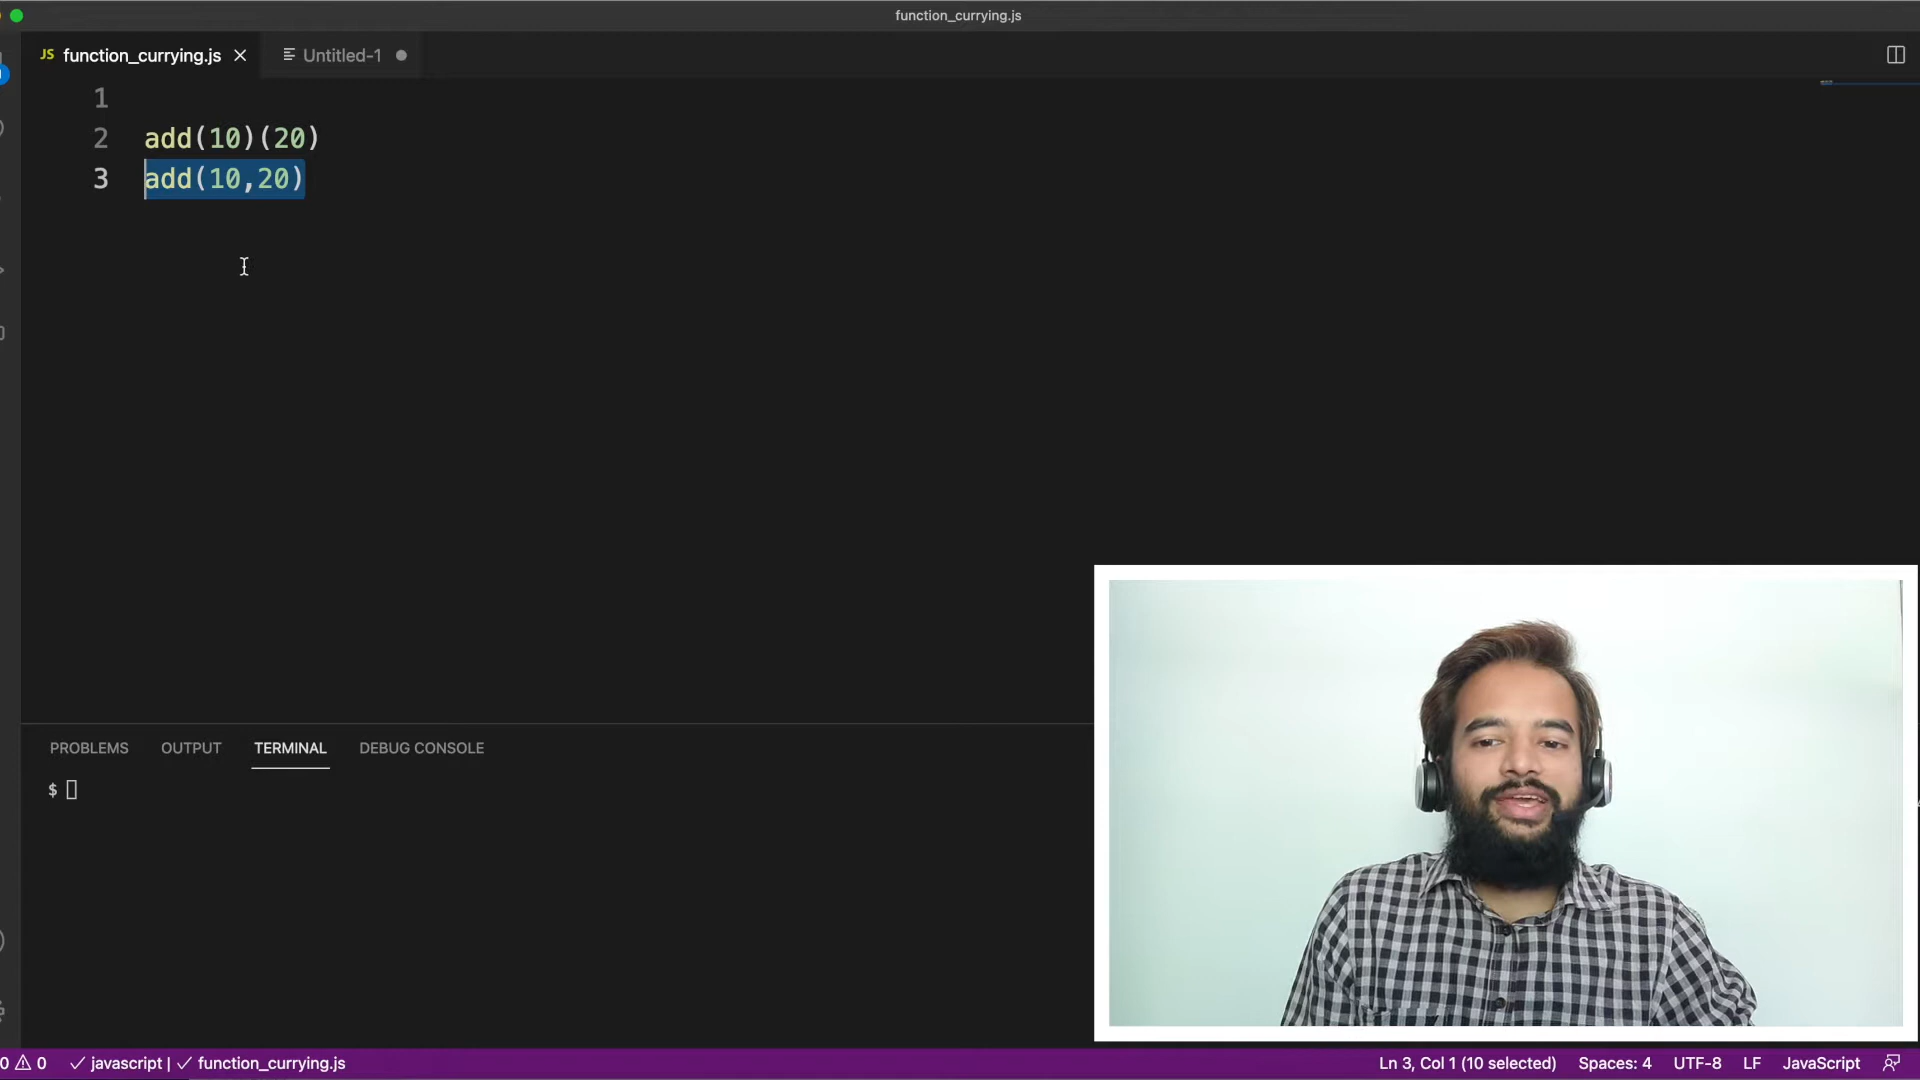 function_currying.js
JS function_currying.js Untitled-1
1
2 add(10)(20)
3 add(10,20)
PROBLEMS OUTPUT TERMINAL DEBUG CONSOLE
$
0 0 javascript | function_currying.js Ln 3, Col 1 (10 selected) Spaces: 4 UTF-8 LF JavaScript